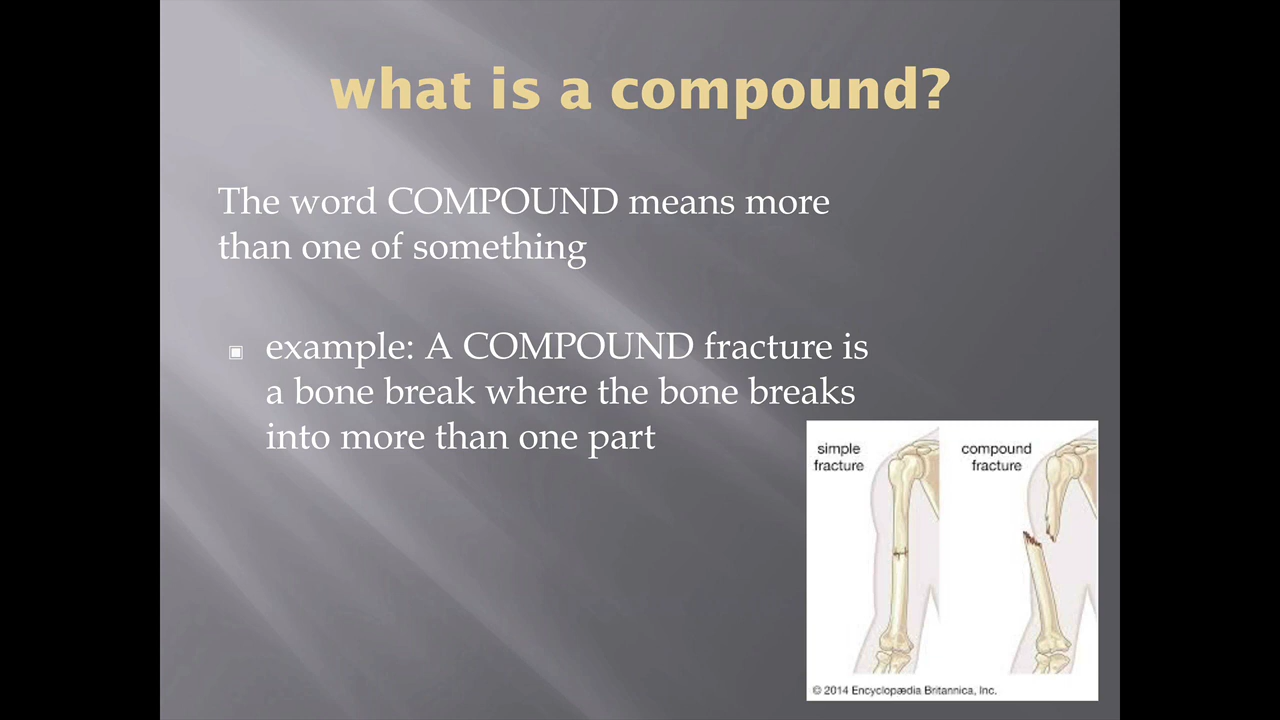 what is a compound?
The word COMPOUND means more
than one of something
example: A COMPOUND fracture is
a bone break where the bone breaks
into more than one part
simple
fracture
compound
fracture
© 2014 Encyclopædia Britannica, Inc.